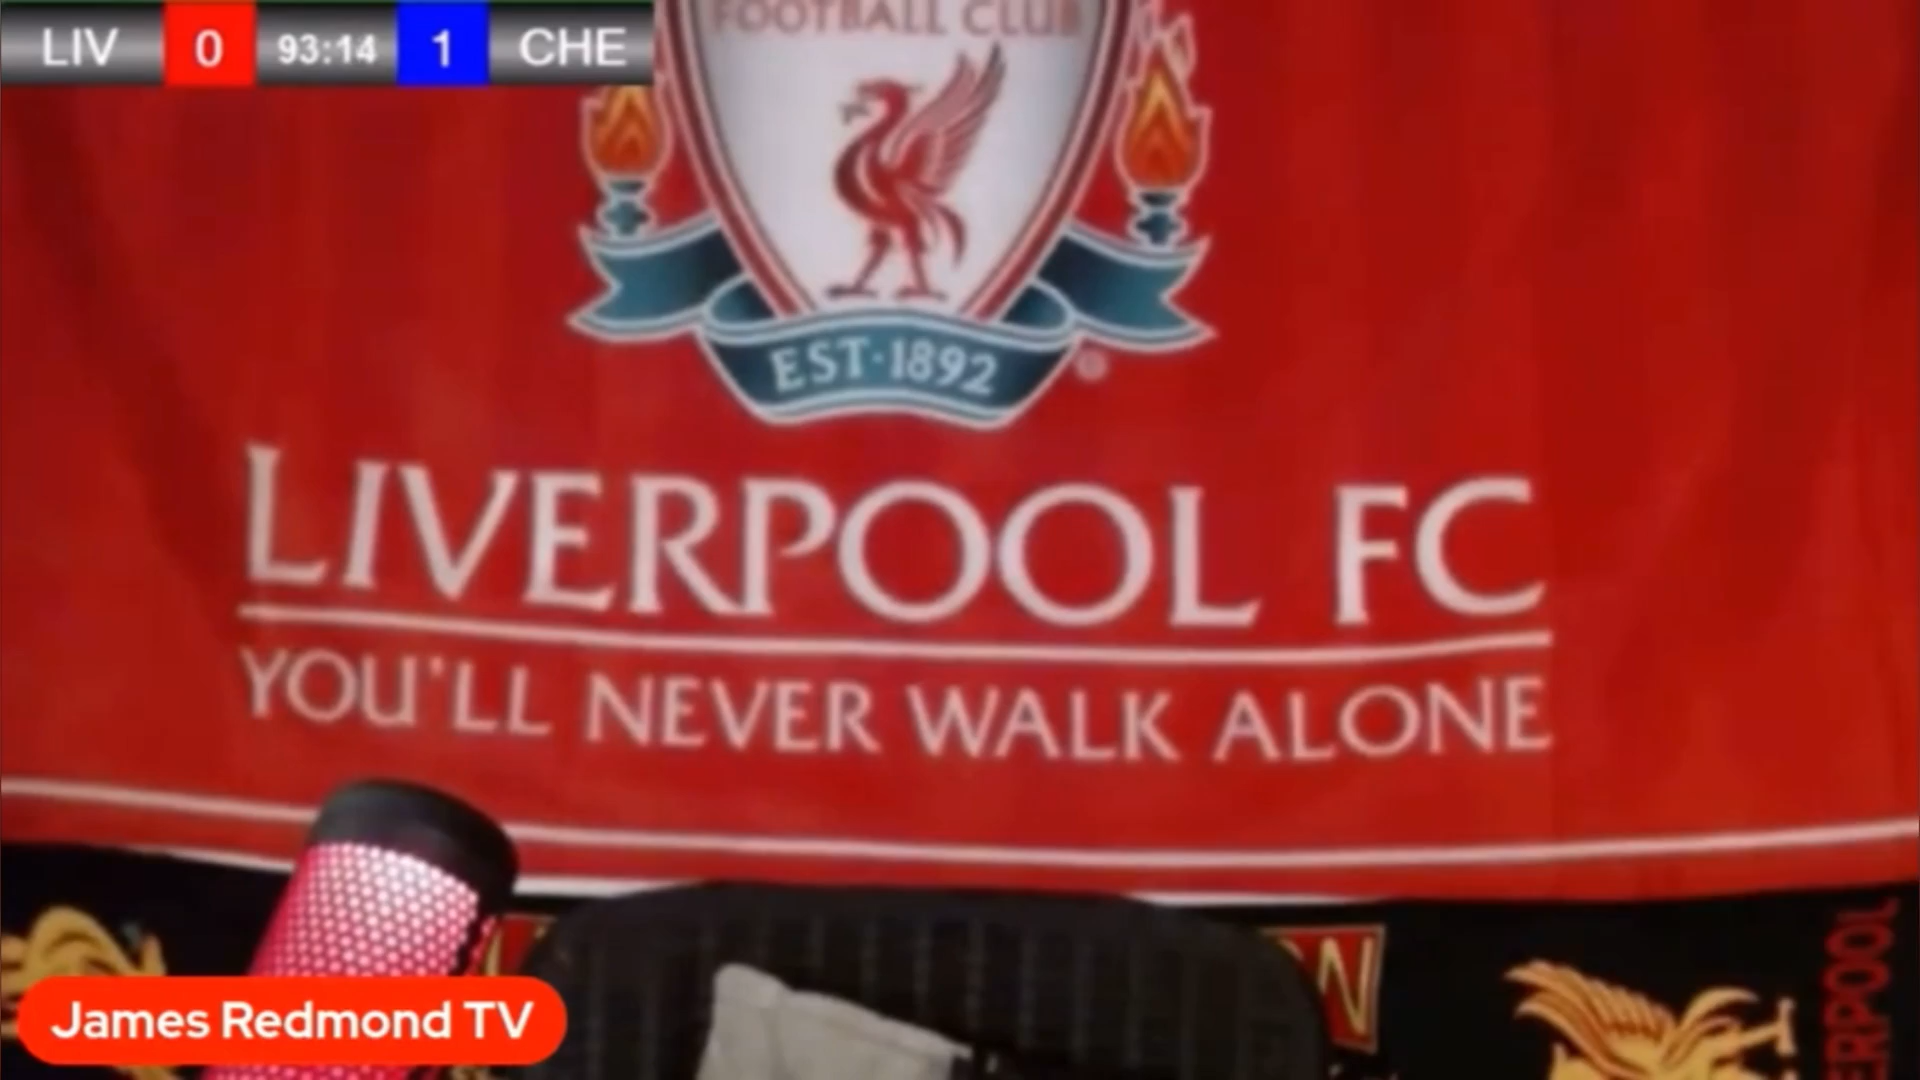 LIV 0 93:14 1 CHE
FOOTBALL CLUB
EST·1892
®
LIVERPOOL FC
YOU'LL NEVER WALK ALONE
James Redmond TV